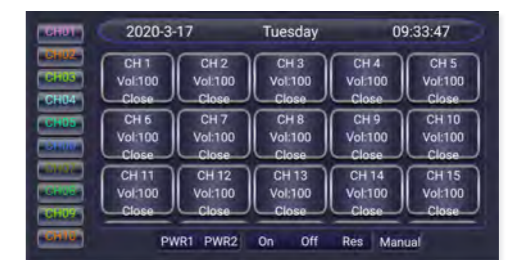 2020-3-17 Tuesday 09:33:47
CH01
CH02
CH03
CH04
CH05
CH08
CH09
CH10
CH 1 CH 2 CH 3 CH 4 CH 5
Vol:100 Vol:100 Vol:100 Vol:100 Vol:100
Close Close Close Close Close
CH 6 CH 7 CH 8 CH 9 CH 10
Vol:100 Vol:100 Vol:100 Vol:100 Vol:100
Close Close Close Close Close
CH 11 CH 12 CH 13 CH 14 CH 15
Vol:100 Vol:100 Vol:100 Vol:100 Vol:100
Close Close Close Close Close
PWR1 PWR2 On Off Res Manual